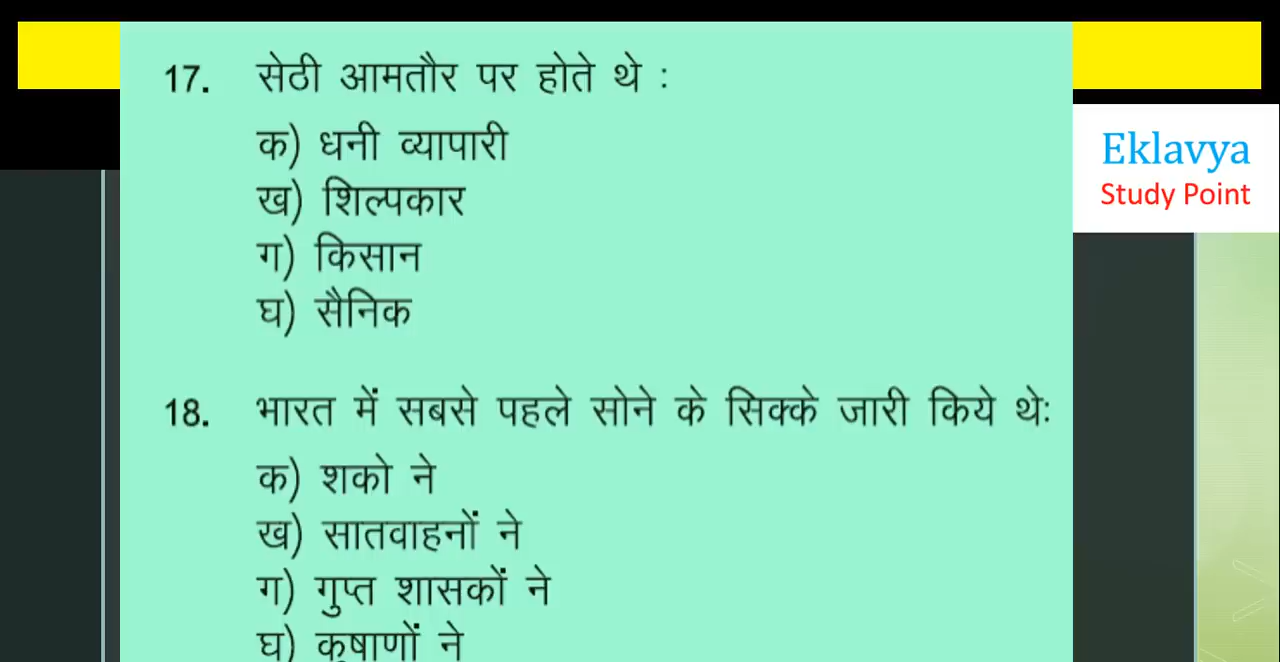 17. सेठी आमतौर पर होते थे :
क) धनी व्यापारी
ख) शिल्पकार
ग) किसान
घ) सैनिक
Eklavya
Study Point
18. भारत में सबसे पहले सोने के सिक्के जारी किये थेः
क) शको ने
ख) सातवाहनों ने
ग) गुप्त शासकों ने
घ) कुषाणों ने